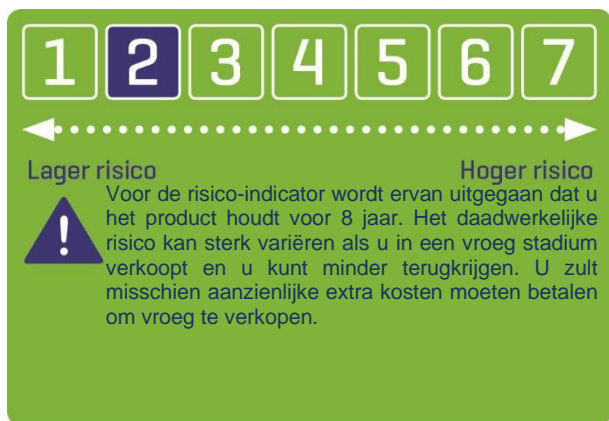 1 2 3 4 5 6 7
Lager risico Hoger risico
Voor de risico-indicator wordt ervan uitgegaan dat u
het product houdt voor 8 jaar. Het daadwerkelijke
risico kan sterk variëren als u in een vroeg stadium
verkoopt en u kunt minder terugkrijgen. U zult
misschien aanzienlijke extra kosten moeten betalen
om vroeg te verkopen.